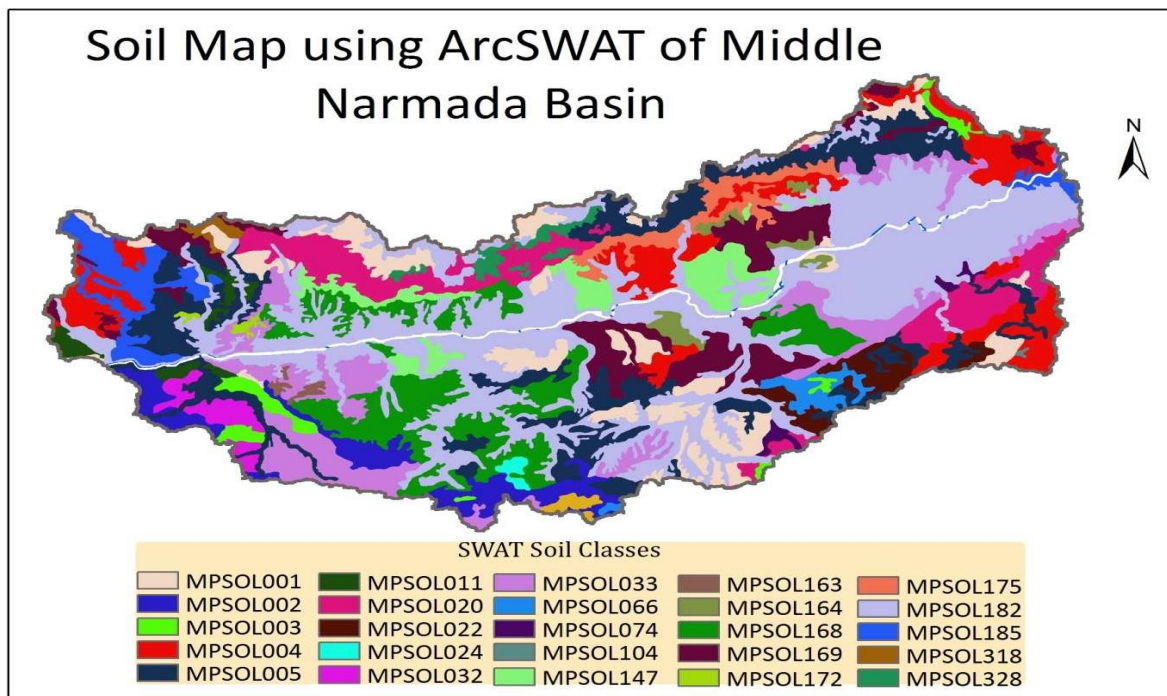 Soil Map using ArcSWAT of Middle
Narmada Basin
N
SWAT Soil Classes
MPSOL001 MPSOL011 MPSOL033 MPSOL163 MPSOL175
MPSOL002 MPSOL020 MPSOL066 MPSOL164 MPSOL182
MPSOL003 MPSOL022 MPSOL074 MPSOL168 MPSOL185
MPSOL004 MPSOL024 MPSOL104 MPSOL169 MPSOL318
MPSOL005 MPSOL032 MPSOL147 MPSOL172 MPSOL328